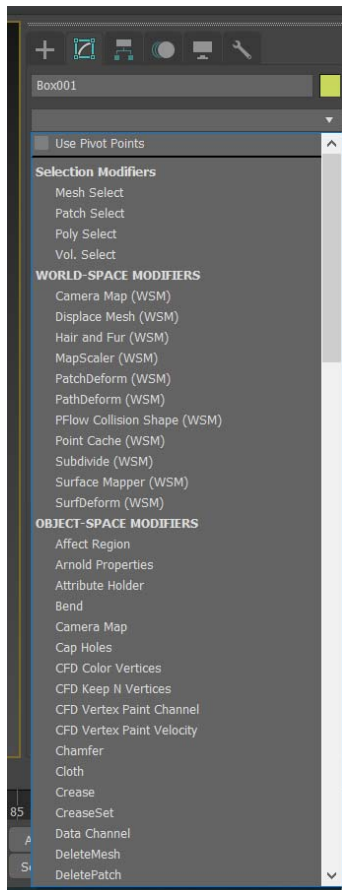 Box001
Use Pivot Points
Selection Modifiers
Mesh Select
Patch Select
Poly Select
Vol. Select
WORLD-SPACE MODIFIERS
Camera Map (WSM)
Displace Mesh (WSM)
Hair and Fur (WSM)
MapScaler (WSM)
PatchDeform (WSM)
PathDeform (WSM)
PFlow Collision Shape (WSM)
Point Cache (WSM)
Subdivide (WSM)
Surface Mapper (WSM)
SurfDeform (WSM)
OBJECT-SPACE MODIFIERS
Affect Region
Arnold Properties
Attribute Holder
Bend
Camera Map
Cap Holes
CFD Color Vertices
CFD Keep N Vertices
CFD Vertex Paint Channel
CFD Vertex Paint Velocity
Chamfer
Cloth
Crease
85
CreaseSet
Data Channel
DeleteMesh
DeletePatch